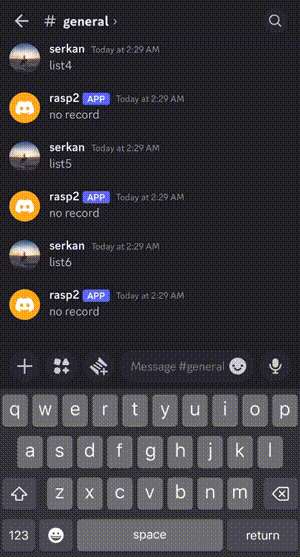 # general ›
serkan Today at 2:29 AM
list4
rasp2 APP Today at 2:29 AM
no record
serkan Today at 2:29 AM
list5
rasp2 APP Today at 2:29 AM
no record
serkan Today at 2:29 AM
list6
rasp2 APP Today at 2:29 AM
no record
Message #general
q w e r t y u i o p
a s d f g h j k l
z x c v b n m
123 space return